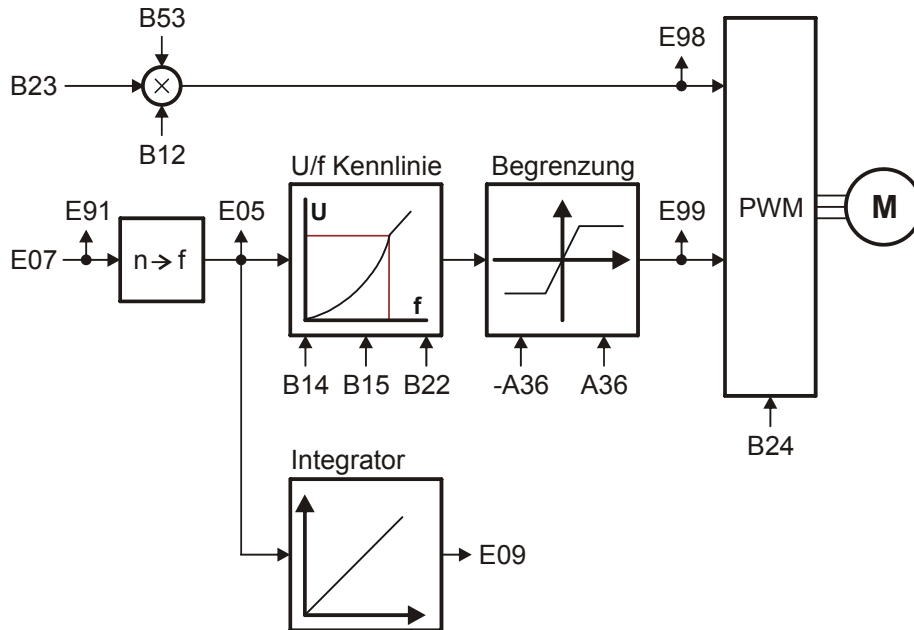 B53
B23
×
E98
B12
U/f Kennlinie
Begrenzung
E91
E05
E99
U
PWM
M
E07
n → f
f
B14 B15 B22
-A36 A36
B24
Integrator
E09